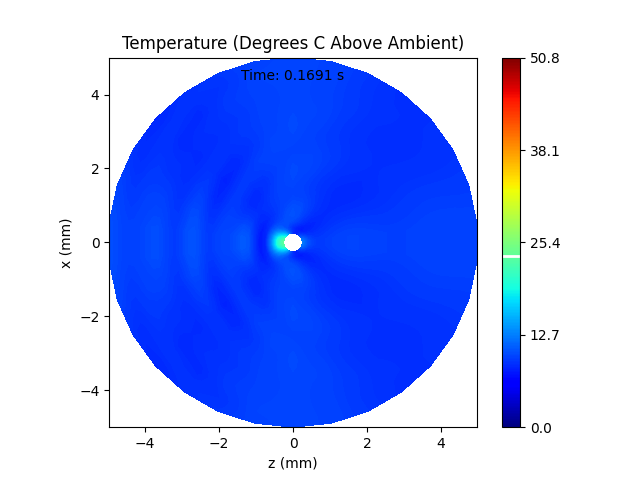 Temperature (Degrees C Above Ambient)
Time: 0.1691 s
4
2
0
−2
−4
x (mm)
−4 −2 0 2 4
z (mm)
50.8
38.1
25.4
12.7
0.0